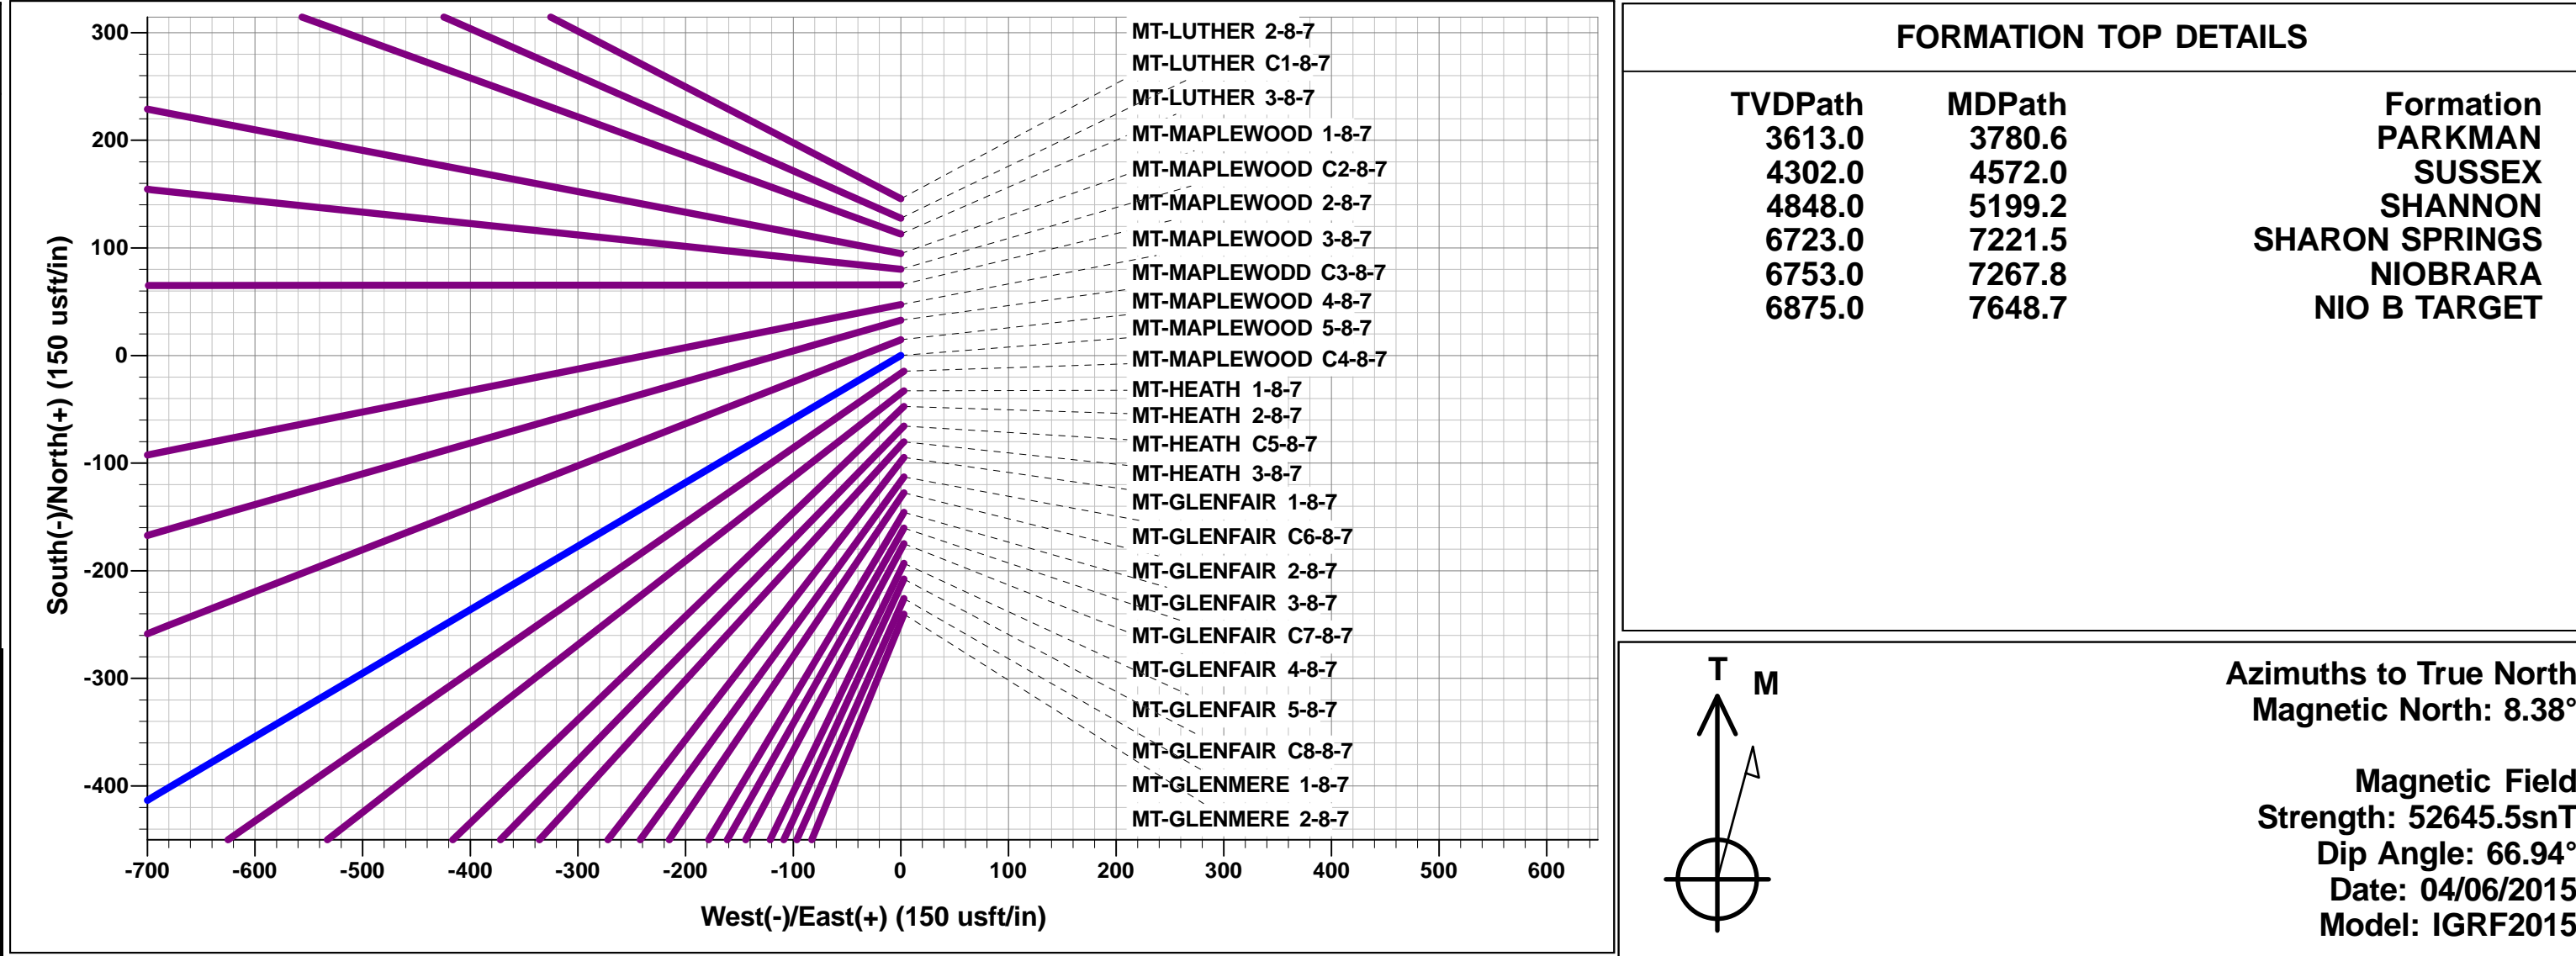 300
200
100
0
-100
-200
-300
-400
South(-)/North(+) (150 usft/in)
-700 -600 -500 -400 -300 -200 -100 0 100 200 300 400 500 600
West(-)/East(+) (150 usft/in)
MT-LUTHER 2-8-7
MT-LUTHER C1-8-7
MT-LUTHER 3-8-7
MT-MAPLEWOOD 1-8-7
MT-MAPLEWOOD C2-8-7
MT-MAPLEWOOD 2-8-7
MT-MAPLEWOOD 3-8-7
MT-MAPLEWODD C3-8-7
MT-MAPLEWOOD 4-8-7
MT-MAPLEWOOD 5-8-7
MT-MAPLEWOOD C4-8-7
MT-HEATH 1-8-7
MT-HEATH 2-8-7
MT-HEATH C5-8-7
MT-HEATH 3-8-7
MT-GLENFAIR 1-8-7
MT-GLENFAIR C6-8-7
MT-GLENFAIR 2-8-7
MT-GLENFAIR 3-8-7
MT-GLENFAIR C7-8-7
MT-GLENFAIR 4-8-7
MT-GLENFAIR 5-8-7
MT-GLENFAIR C8-8-7
MT-GLENMERE 1-8-7
MT-GLENMERE 2-8-7
FORMATION TOP DETAILS
TVDPath MDPath Formation
3613.0 3780.6 PARKMAN
4302.0 4572.0 SUSSEX
4848.0 5199.2 SHANNON
6723.0 7221.5 SHARON SPRINGS
6753.0 7267.8 NIOBRARA
6875.0 7648.7 NIO B TARGET
T M
Azimuths to True North
Magnetic North: 8.38°
Magnetic Field
Strength: 52645.5snT
Dip Angle: 66.94°
Date: 04/06/2015
Model: IGRF2015